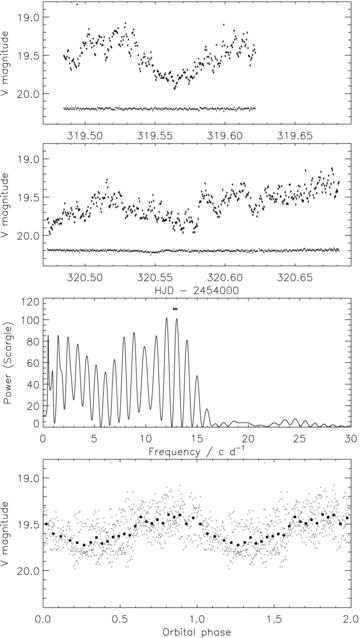 19.0
19.5
20.0
V magnitude
319.50 319.55 319.60 319.65
19.0
19.5
20.0
V magnitude
320.50 320.55 320.60 320.65
HJD − 2454000
120
100
80
60
40
20
0
Power (Scargle)
0 5 10 15 20 25 30
Frequency / c d⁻¹
19.0
19.5
20.0
V magnitude
0.0 0.5 1.0 1.5 2.0
Orbital phase